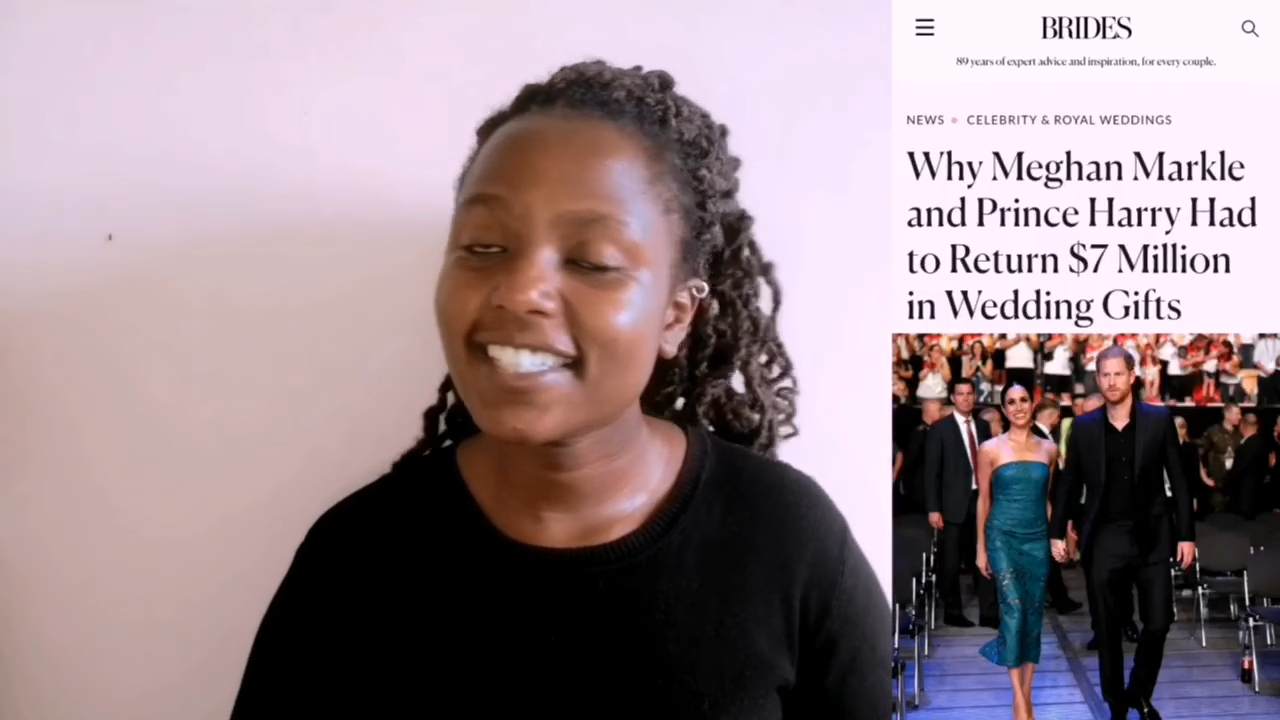 BRIDES
89 years of expert advice and inspiration, for every couple.
NEWS • CELEBRITY & ROYAL WEDDINGS
Why Meghan Markle
and Prince Harry Had
to Return $7 Million
in Wedding Gifts